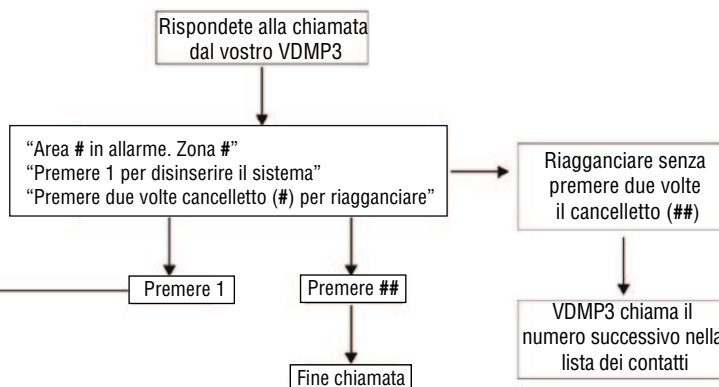 Rispondete alla chiamata
dal vostro VDMP3
“Area # in allarme. Zona #”
“Premere 1 per disinserire il sistema”
“Premere due volte cancelletto (#) per riagganciare”
Riagganciare senza
premere due volte
il cancelletto (##)
Premere 1
Premere ##
VDMP3 chiama il
numero successivo nella
lista dei contatti
Fine chiamata